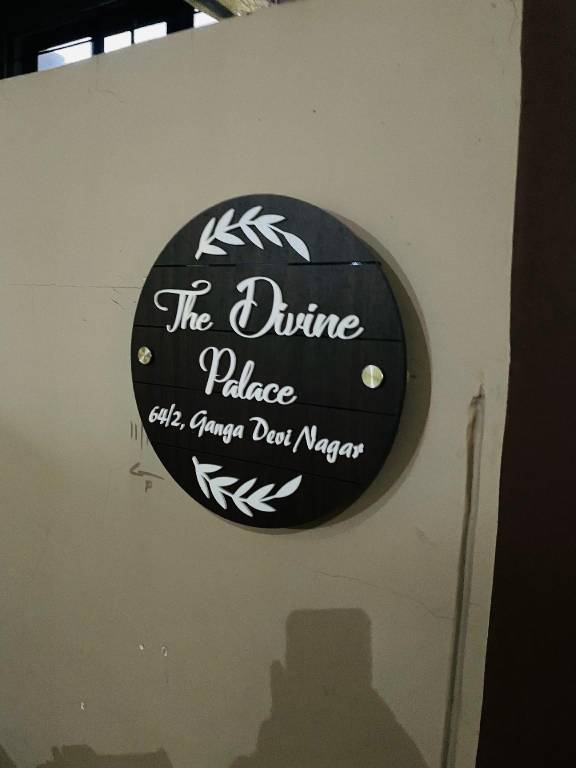 The Divine
Palace
64/2, Ganga Devi Nagar